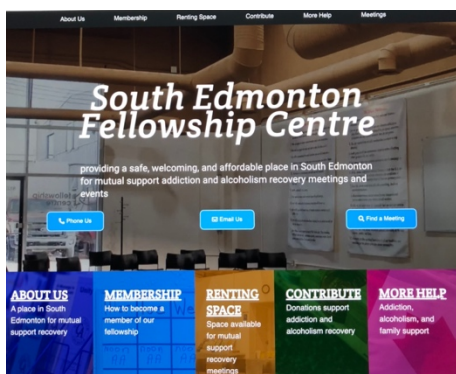 About Us Membership Renting Space Contribute More Help Meetings
South Edmonton
Fellowship Centre
providing a safe, welcoming, and affordable place in South Edmonton
for mutual support addiction and alcoholism recovery meetings and
events
Phone Us Email Us Find a Meeting
ABOUT US
A place in South
Edmonton for mutual
support recovery
MEMBERSHIP
How to become a
member of our
fellowship
RENTING
SPACE
Space available
for mutual
support
recovery
meetings
CONTRIBUTE
Donations support
addiction and
alcoholism recovery
MORE HELP
Addiction,
alcoholism, and
family support